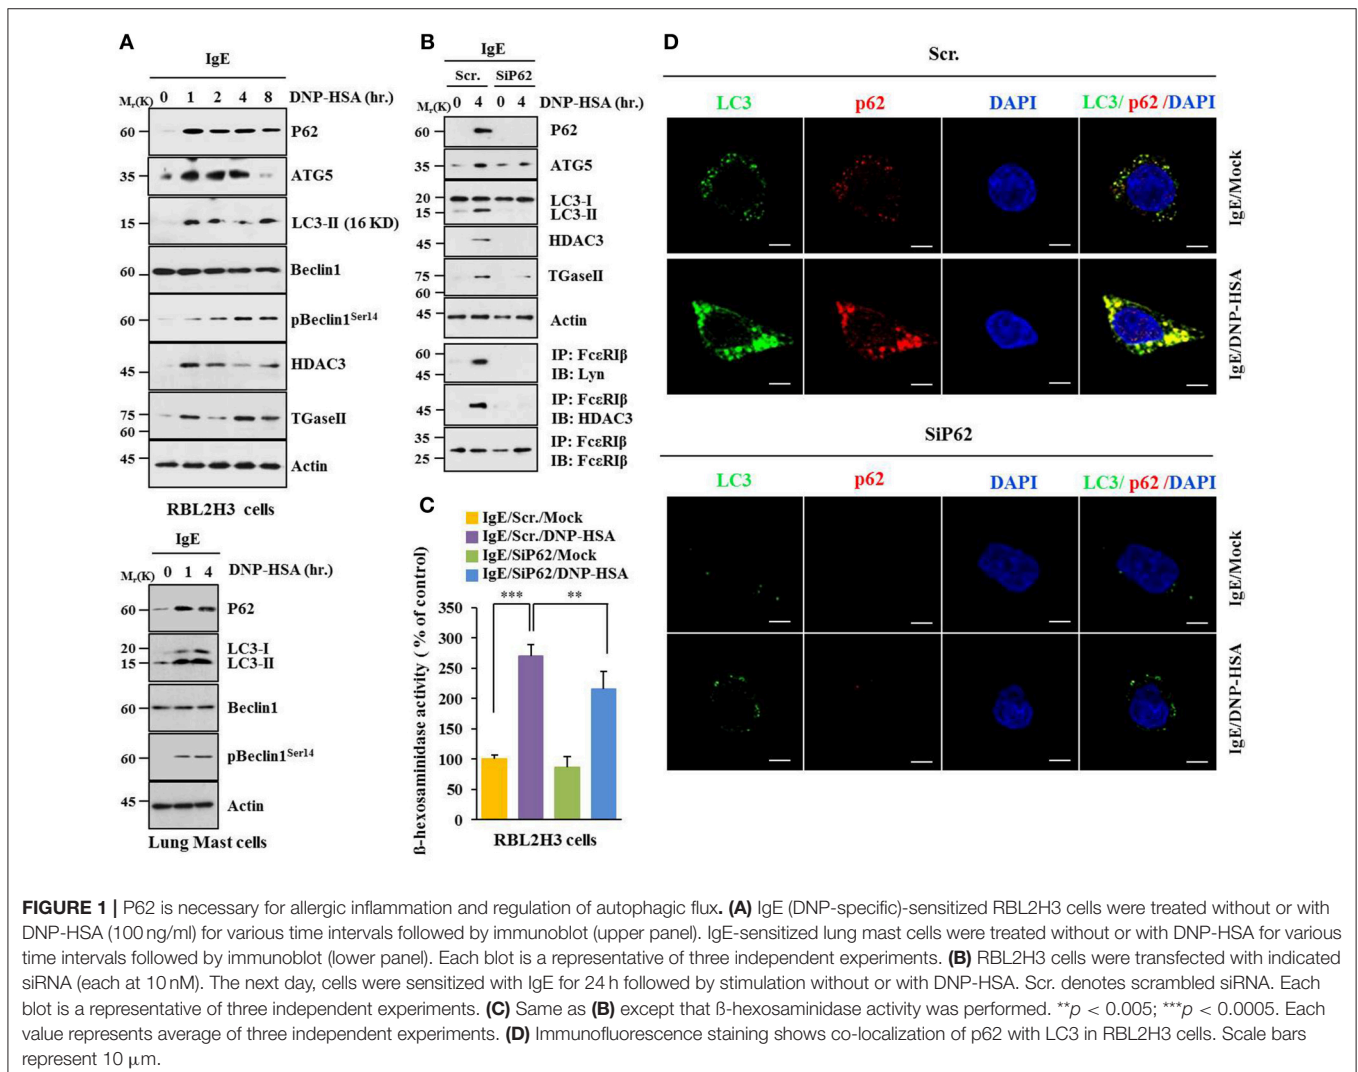 A
IgE
0 1 2 4 8 DNP-HSA (hr.)
Mr(K)
60 P62
35 ATG5
15 LC3-II (16 KD)
60 Beclin1
60 pBeclin1Ser14
45 HDAC3
75 TGaseII
60
45 Actin
RBL2H3 cells
IgE
0 1 4 DNP-HSA (hr.)
Mr(K)
60 P62
20 LC3-I
15 LC3-II
60 Beclin1
60 pBeclin1Ser14
45 Actin
Lung Mast cells
B
IgE
Scr. SiP62
0 4 0 4 DNP-HSA (hr.)
Mr(K)
60 P62
35 ATG5
20 LC3-I
15 LC3-II
45 HDAC3
75 TGaseII
60
45 Actin
60 IP: FcεRIβ
45 IB: Lyn
IP: FcεRIβ
45 IB: HDAC3
35 IP: FcεRIβ
25 IB: FcεRIβ
C
IgE/Scr./Mock
IgE/Scr./DNP-HSA
IgE/SiP62/Mock
IgE/SiP62/DNP-HSA
ß-hexosaminidase activity ( % of control)
350
300
250
200
150
100
50
0
*** **
RBL2H3 cells
D
Scr.
LC3 p62 DAPI LC3/ p62 /DAPI
IgE/Mock
IgE/DNP-HSA
SiP62
LC3 p62 DAPI LC3/ p62 /DAPI
IgE/Mock
IgE/DNP-HSA
FIGURE 1 | P62 is necessary for allergic inflammation and regulation of autophagic flux. (A) IgE (DNP-specific)-sensitized RBL2H3 cells were treated without or with
DNP-HSA (100 ng/ml) for various time intervals followed by immunoblot (upper panel). IgE-sensitized lung mast cells were treated without or with DNP-HSA for various
time intervals followed by immunoblot (lower panel). Each blot is a representative of three independent experiments. (B) RBL2H3 cells were transfected with indicated
siRNA (each at 10 nM). The next day, cells were sensitized with IgE for 24 h followed by stimulation without or with DNP-HSA. Scr. denotes scrambled siRNA. Each
blot is a representative of three independent experiments. (C) Same as (B) except that ß-hexosaminidase activity was performed. **p < 0.005; ***p < 0.0005. Each
value represents average of three independent experiments. (D) Immunofluorescence staining shows co-localization of p62 with LC3 in RBL2H3 cells. Scale bars
represent 10 μm.